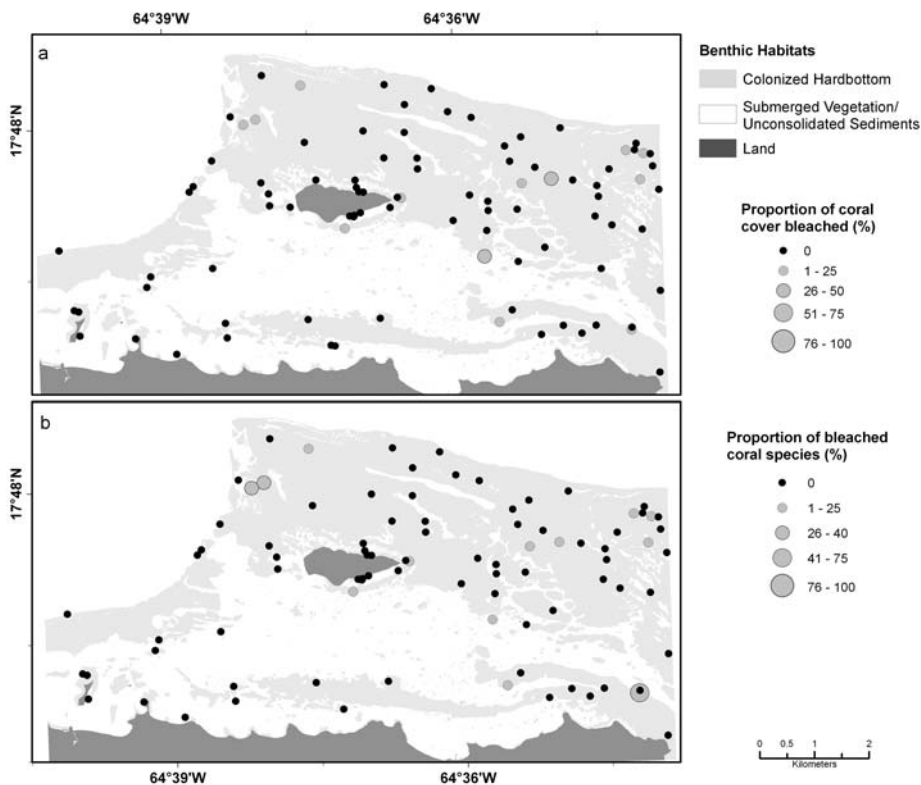 64°39'W
64°36'W
a
17°48'N
Benthic Habitats
Colonized Hardbottom
Submerged Vegetation/
Unconsolidated Sediments
Land
Proportion of coral
cover bleached (%)
0
1 - 25
26 - 50
51 - 75
76 - 100
b
17°48'N
Proportion of bleached
coral species (%)
0
1 - 25
26 - 40
41 - 75
76 - 100
0 0.5 1 2
Kilometers
64°39'W
64°36'W